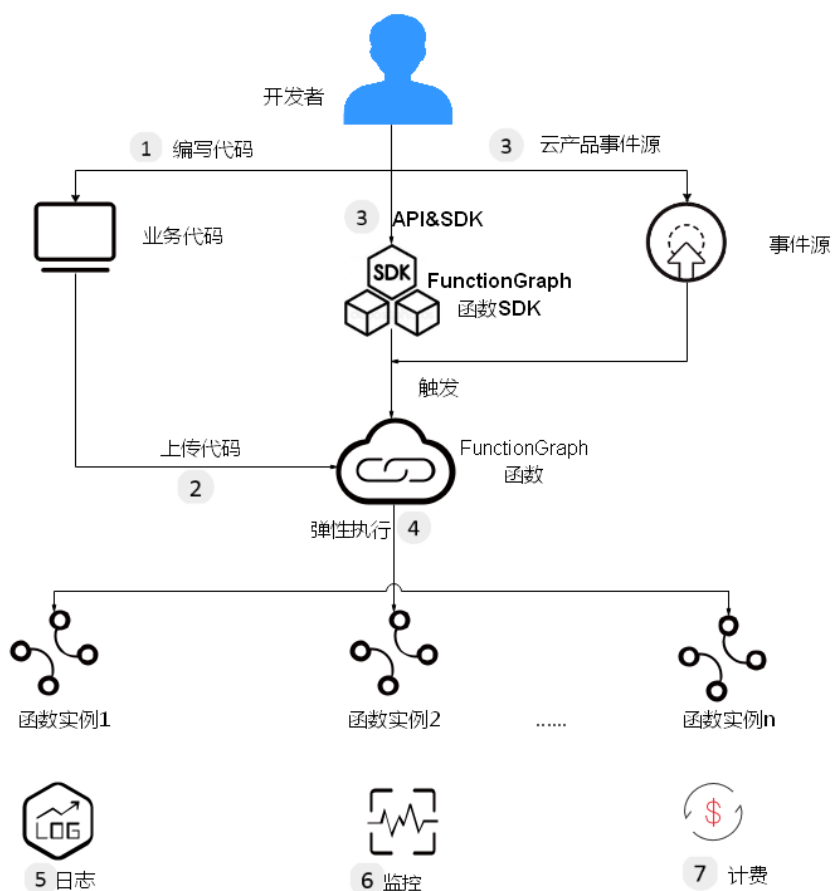 开发者
1 编写代码
3 云产品事件源
3 API&SDK
业务代码
事件源
SDK
FunctionGraph
函数SDK
触发
上传代码
2
FunctionGraph
函数
弹性执行 4
函数实例1
函数实例2
......
函数实例n
LOG
$
5 日志
6 监控
7 计费